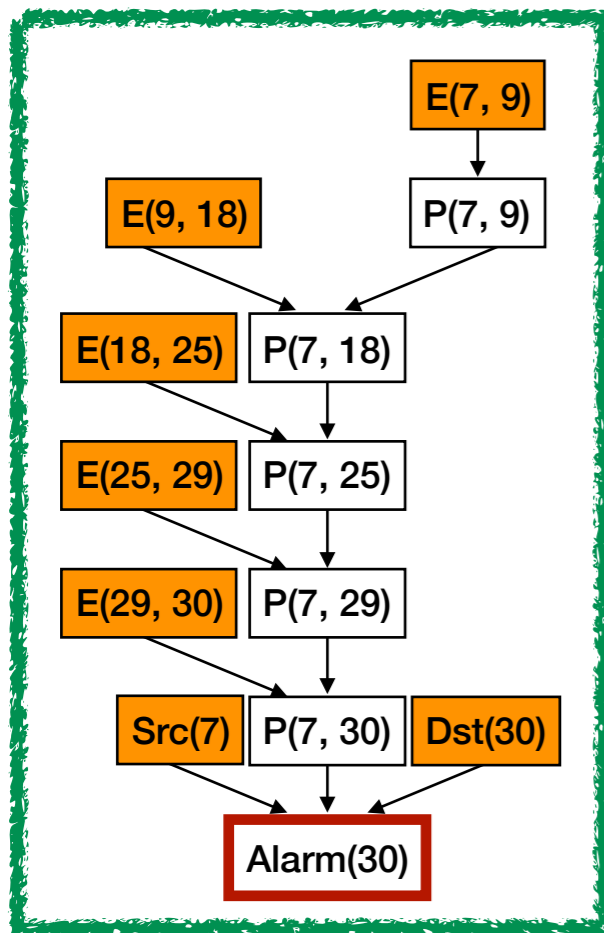 E(7, 9)
E(9, 18)
P(7, 9)
E(18, 25)
P(7, 18)
E(25, 29)
P(7, 25)
E(29, 30)
P(7, 29)
Src(7)
P(7, 30)
Dst(30)
Alarm(30)